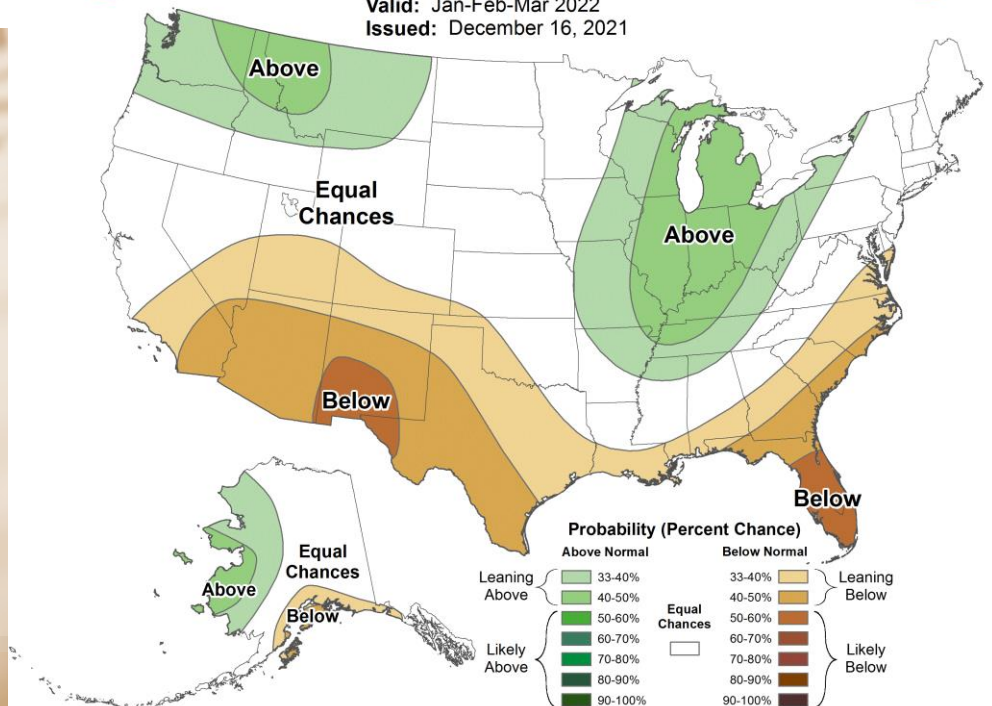 Valid: Jan-Feb-Mar 2022
Issued: December 16, 2021
Above
Equal
Chances
Above
Below
Below
Equal
Chances
Above
Below
Probability (Percent Chance)
Above Normal
Below Normal
Leaning
Above
33-40%
40-50%
Likely
Above
50-60%
60-70%
70-80%
80-90%
90-100%
Equal
Chances
33-40%
40-50%
Leaning
Below
50-60%
60-70%
70-80%
80-90%
90-100%
Likely
Below